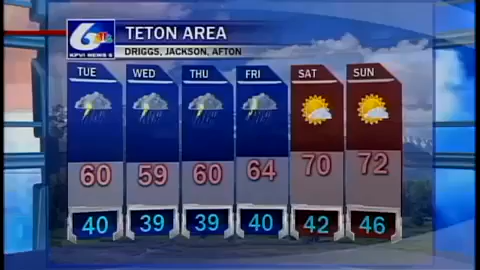 6
KPVI NEWS 6
TETON AREA
DRIGGS, JACKSON, AFTON
TUE WED THU FRI SAT SUN
60 59 60 64 70 72
40 39 39 40 42 46